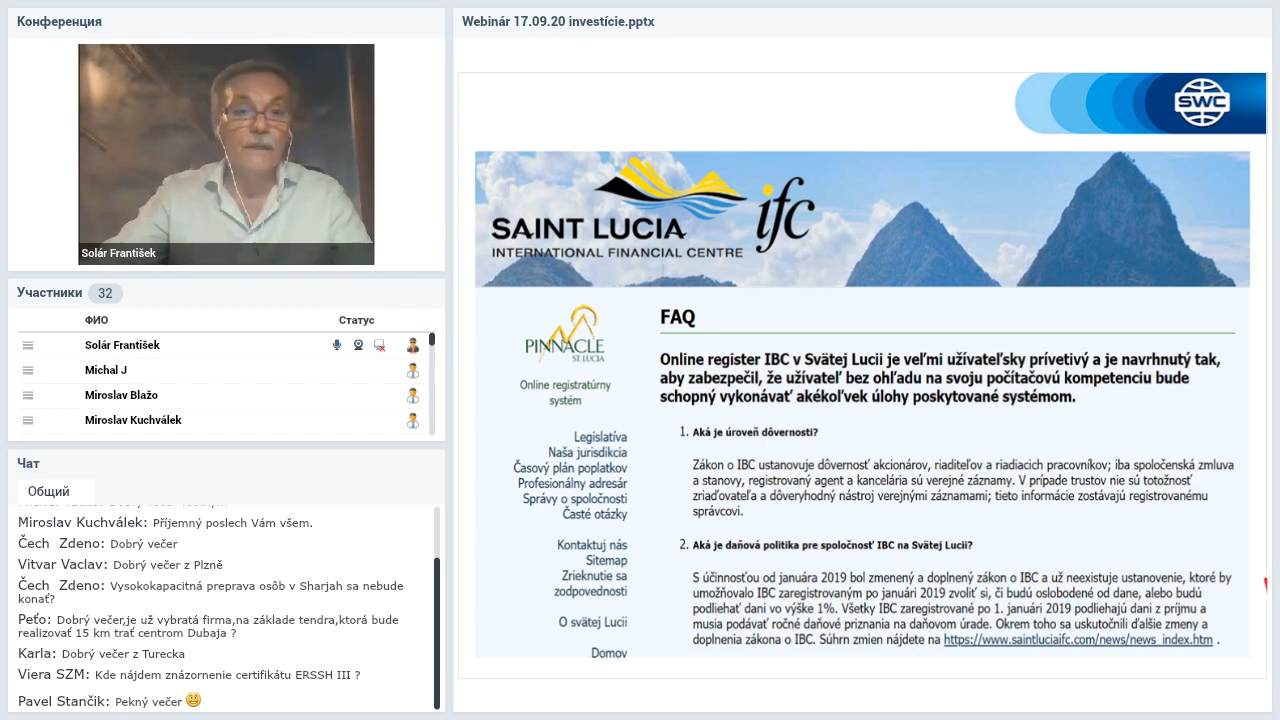 Конференция
Solár František
Участники 32
ФИО Статус
Solár František
Michal J
Miroslav Blažo
Miroslav Kuchválek
Чат
Общий
Miroslav Kuchválek: Příjemný poslech Vám všem.
Čech Zdeno: Dobrý večer
Vitvar Vaclav: Dobrý večer z Plzně
Čech Zdeno: Vysokokapacitná preprava osôb v Sharjah sa nebude
konať?
Peťo: Dobrý večer,je už vybratá firma,na základe tendra,ktorá bude
realizovať 15 km trať centrom Dubaja ?
Karla: Dobrý večer z Turecka
Viera SZM: Kde nájdem znázornenie certifikátu ERSSH III ?
Pavel Stančik: Pekný večer
Webinár 17.09.20 investície.pptx
SWC
SAINT LUCIA ifc
INTERNATIONAL FINANCIAL CENTRE
PINNACLE
ST LUCIA
Online registratúrny
systém
Legislatíva
Naša jurisdikcia
Časový plán poplatkov
Profesionálny adresár
Správy o spoločnosti
Časté otázky
Kontaktuj nás
Sitemap
Zrieknutie sa
zodpovednosti
O svätej Lucii
Domov
FAQ
Online register IBC v Svätej Lucii je veľmi užívateľsky prívetivý a je navrhnutý tak,
aby zabezpečil, že užívateľ bez ohľadu na svoju počítačovú kompetenciu bude
schopný vykonávať akékoľvek úlohy poskytované systémom.
1. Aká je úroveň dôvernosti?
Zákon o IBC ustanovuje dôvernosť akcionárov, riaditeľov a riadiacich pracovníkov; iba spoločenská zmluva
a stanovy, registrovaný agent a kancelária sú verejné záznamy. V prípade trustov nie sú totožnosť
zriaďovateľa a dôveryhodný nástroj verejnými záznamami; tieto informácie zostávajú registrovanému
správcovi.
2. Aká je daňová politika pre spoločnosť IBC na Svätej Lucii?
S účinnosťou od januára 2019 bol zmenený a doplnený zákon o IBC a už neexistuje ustanovenie, ktoré by
umožňovalo IBC zaregistrovaným po januári 2019 zvoliť si, či budú oslobodené od dane, alebo budú
podliehať dani vo výške 1%. Všetky IBC zaregistrované po 1. januári 2019 podliehajú dani z príjmu a
musia podávať ročné daňové priznania na daňovom úrade. Okrem toho sa uskutočnili ďalšie zmeny a
doplnenia zákona o IBC. Súhrn zmien nájdete na https://www.saintluciaifc.com/news/news_index.htm .